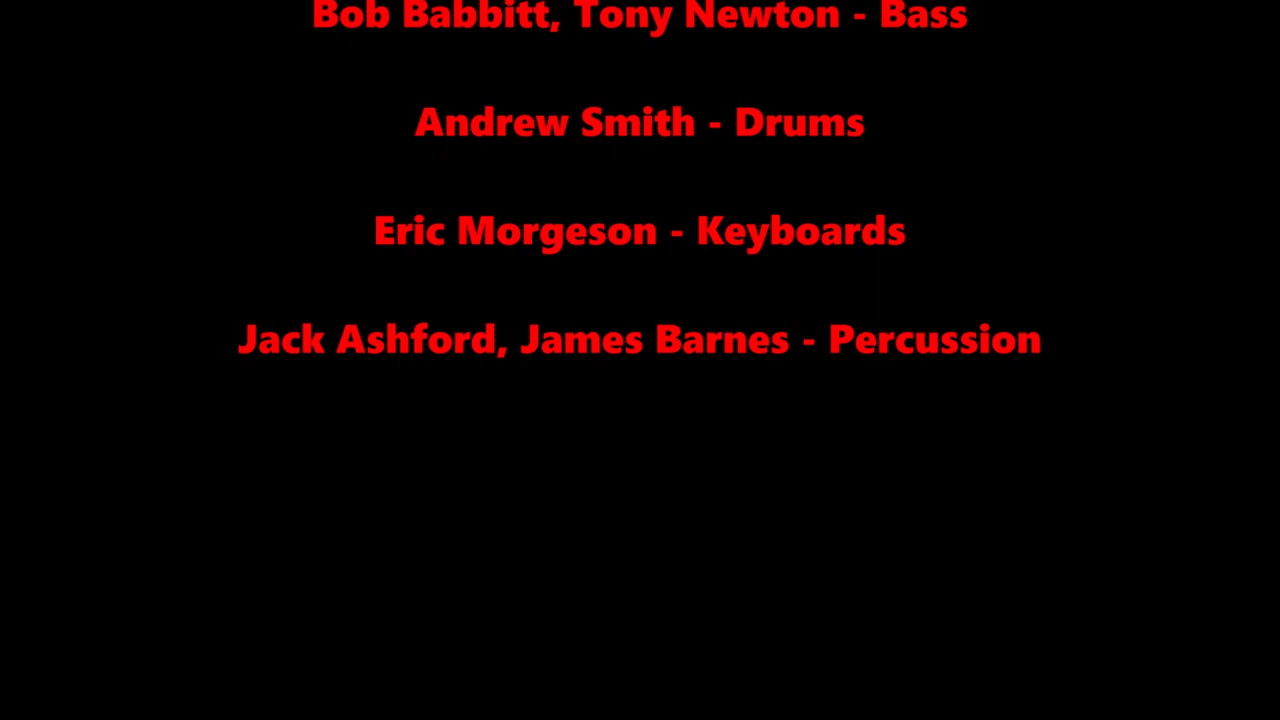 Bob Babbitt, Tony Newton - Bass
Andrew Smith - Drums
Eric Morgeson - Keyboards
Jack Ashford, James Barnes - Percussion